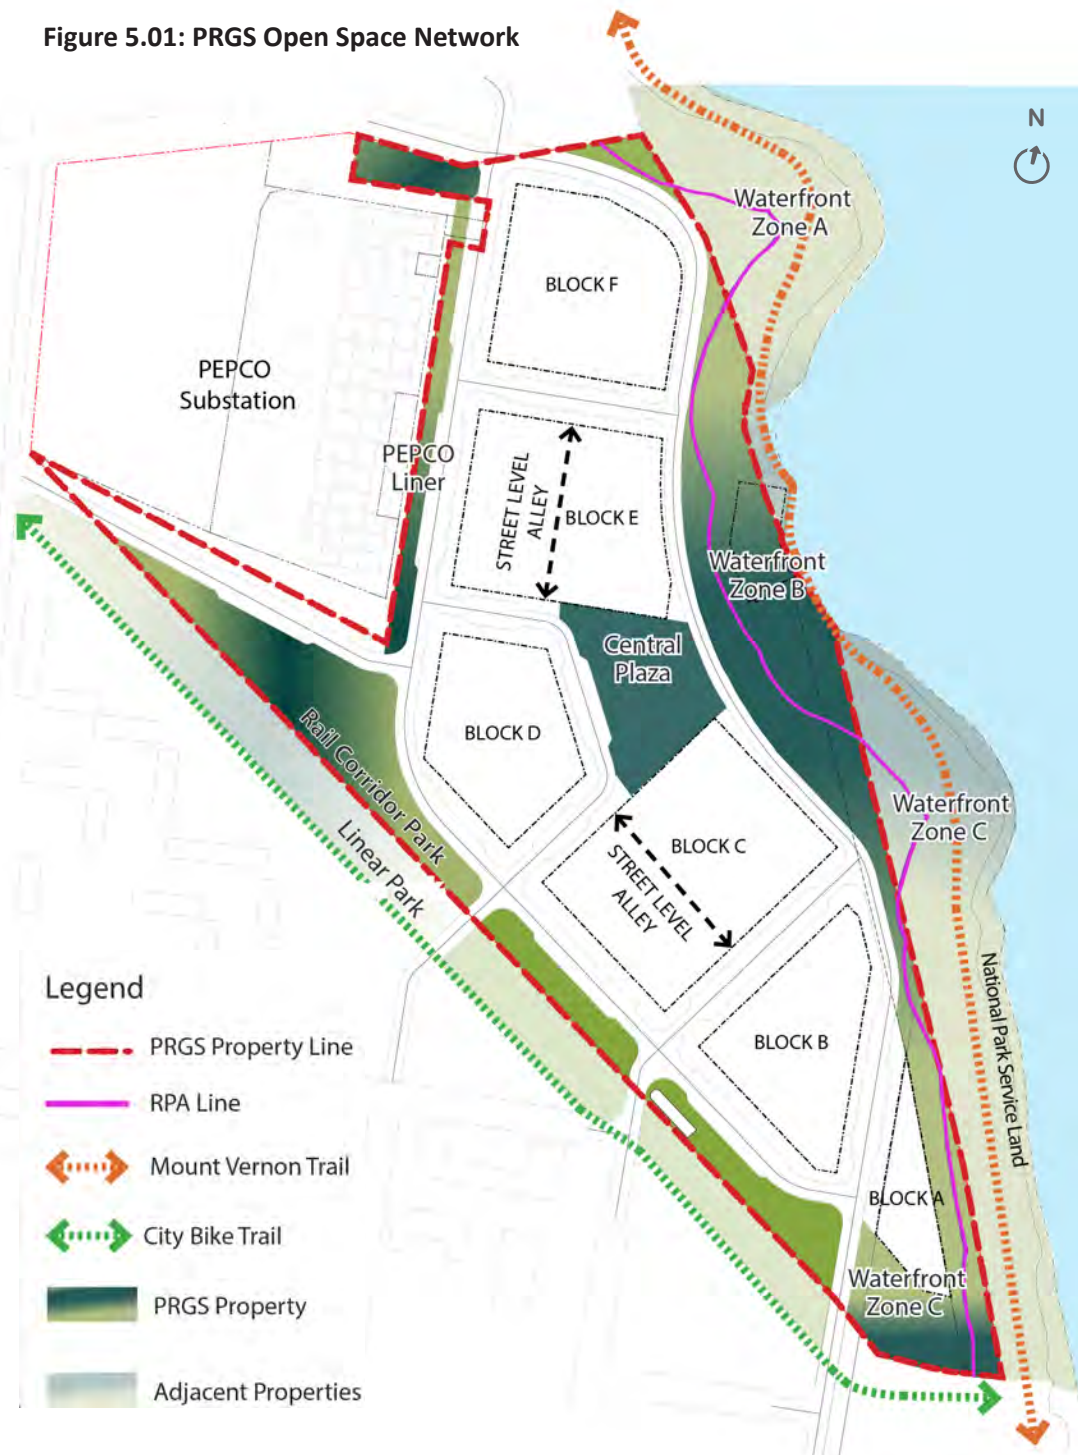 Figure 5.01: PRGS Open Space Network
N
Waterfront
Zone A
BLOCK F
PEPCO
Substation
PEPCO
Liner
STREET LEVEL
ALLEY
BLOCK E
Waterfront
Zone B
Central
Plaza
BLOCK D
Rail Corridor Park
Linear Park
Waterfront
Zone C
BLOCK C
STREET LEVEL
ALLEY
National Park Service Land
BLOCK B
BLOCK A
Waterfront
Zone C
Legend
PRGS Property Line
RPA Line
Mount Vernon Trail
City Bike Trail
PRGS Property
Adjacent Properties